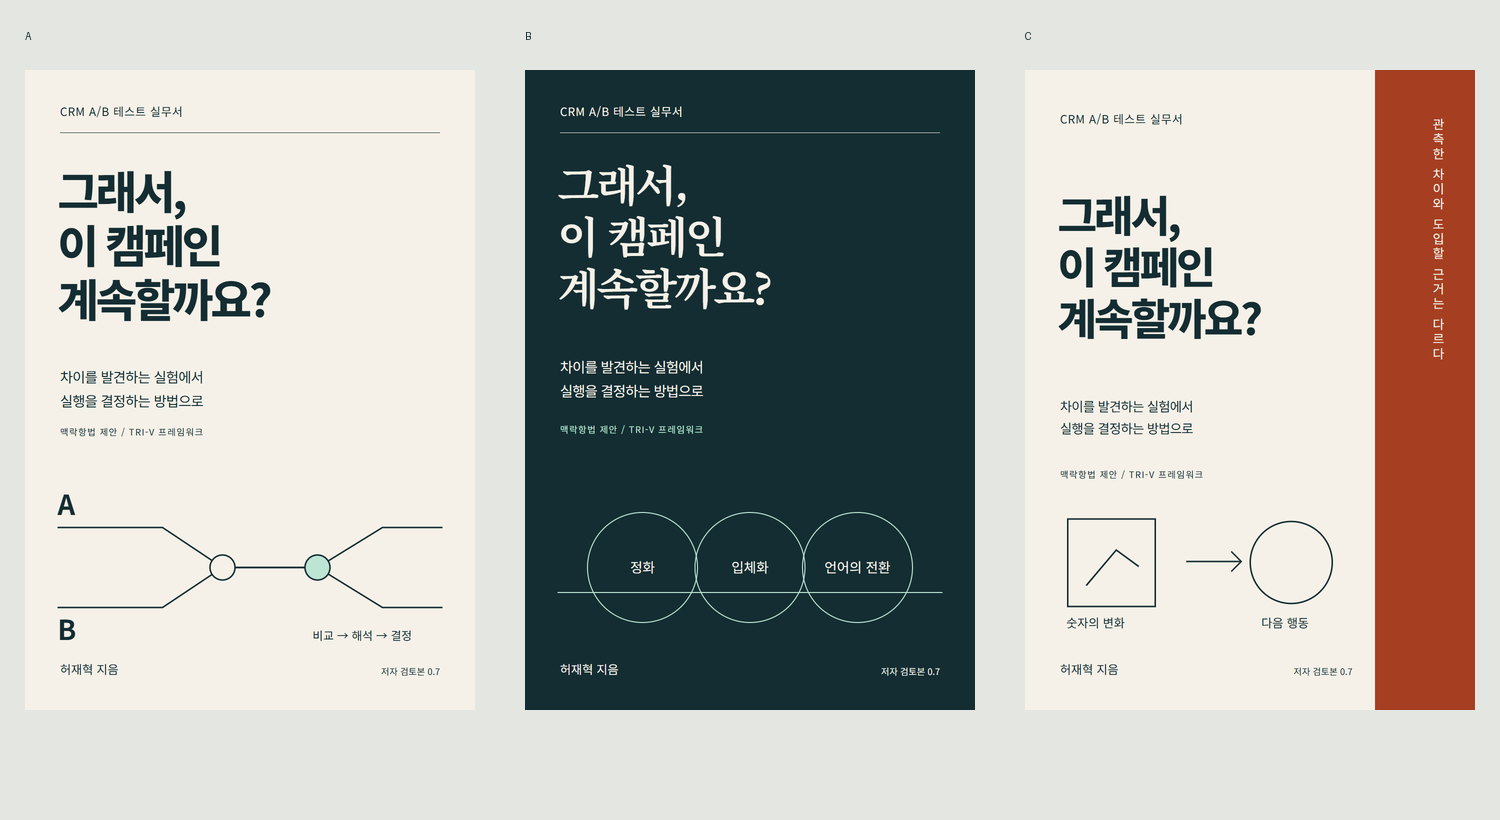 A
CRM A/B 테스트 실무서
그래서,
이 캠페인
계속할까요?
차이를 발견하는 실험에서
실행을 결정하는 방법으로
맥락항법 제안 / TRI-V 프레임워크
A
B
비교 → 해석 → 결정
허재혁 지음
저자 검토본 0.7
B
CRM A/B 테스트 실무서
그래서,
이 캠페인
계속할까요?
차이를 발견하는 실험에서
실행을 결정하는 방법으로
맥락항법 제안 / TRI-V 프레임워크
정화
입체화
언어의 전환
허재혁 지음
저자 검토본 0.7
C
CRM A/B 테스트 실무서
그래서,
이 캠페인
계속할까요?
차이를 발견하는 실험에서
실행을 결정하는 방법으로
맥락항법 제안 / TRI-V 프레임워크
숫자의 변화
다음 행동
허재혁 지음
저자 검토본 0.7
관측한 차이와 도입할 근거는 다르다